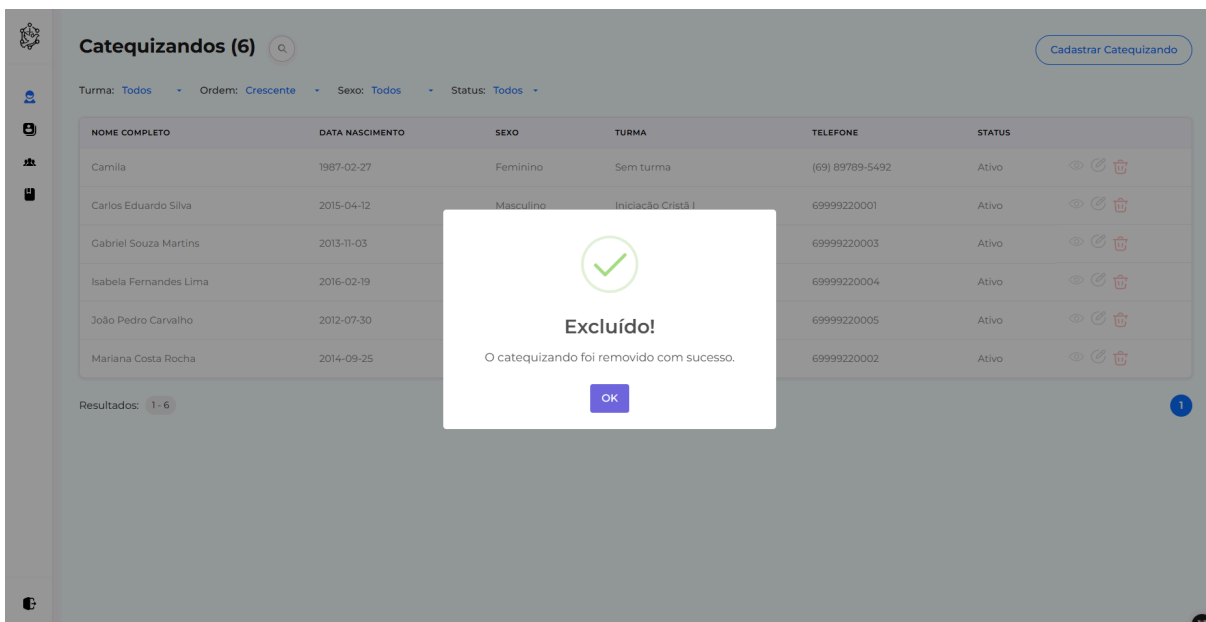 Catequizandos (6)
Cadastrar Catequizando
Turma: Todos Ordem: Crescente Sexo: Todos Status: Todos
NOME COMPLETO DATA NASCIMENTO SEXO TURMA TELEFONE STATUS
Camila 1987-02-27 Feminino Sem turma (69) 89789-5492 Ativo
Carlos Eduardo Silva 2015-04-12 Masculino Iniciação Cristã I 69999220001 Ativo
Gabriel Souza Martins 2013-11-03 69999220003 Ativo
Isabela Fernandes Lima 2016-02-19 69999220004 Ativo
João Pedro Carvalho 2012-07-30 69999220005 Ativo
Mariana Costa Rocha 2014-09-25 69999220002 Ativo
Excluído!
O catequizando foi removido com sucesso.
OK
Resultados: 1 - 6 1